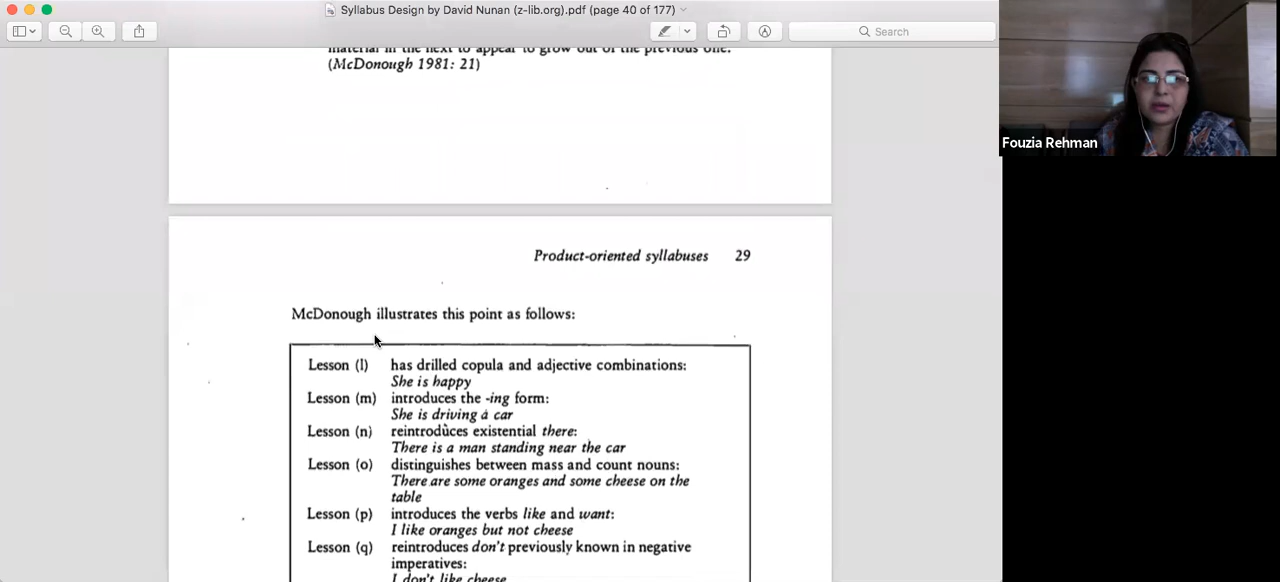 Syllabus Design by David Nunan (z-lib.org).pdf (page 40 of 177)
Search
material in the next to appear to grow out of the previous one.
(McDonough 1981: 21)
Fouzia Rehman
Product-oriented syllabuses 29
McDonough illustrates this point as follows:
Lesson (l) has drilled copula and adjective combinations:
She is happy
Lesson (m) introduces the -ing form:
She is driving a car
Lesson (n) reintroduces existential there:
There is a man standing near the car
Lesson (o) distinguishes between mass and count nouns:
There are some oranges and some cheese on the
table
Lesson (p) introduces the verbs like and want:
I like oranges but not cheese
Lesson (q) reintroduces don't previously known in negative
imperatives:
I don't like cheese